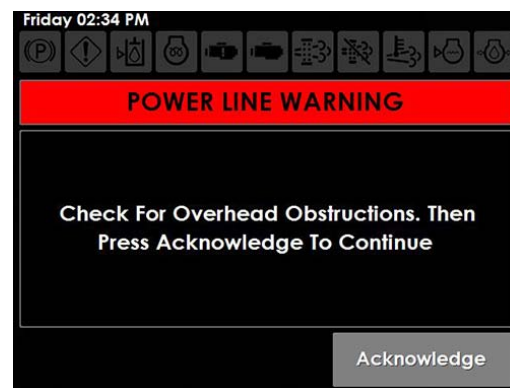 Friday 02:34 PM
POWER LINE WARNING
Check For Overhead Obstructions. Then
Press Acknowledge To Continue
Acknowledge